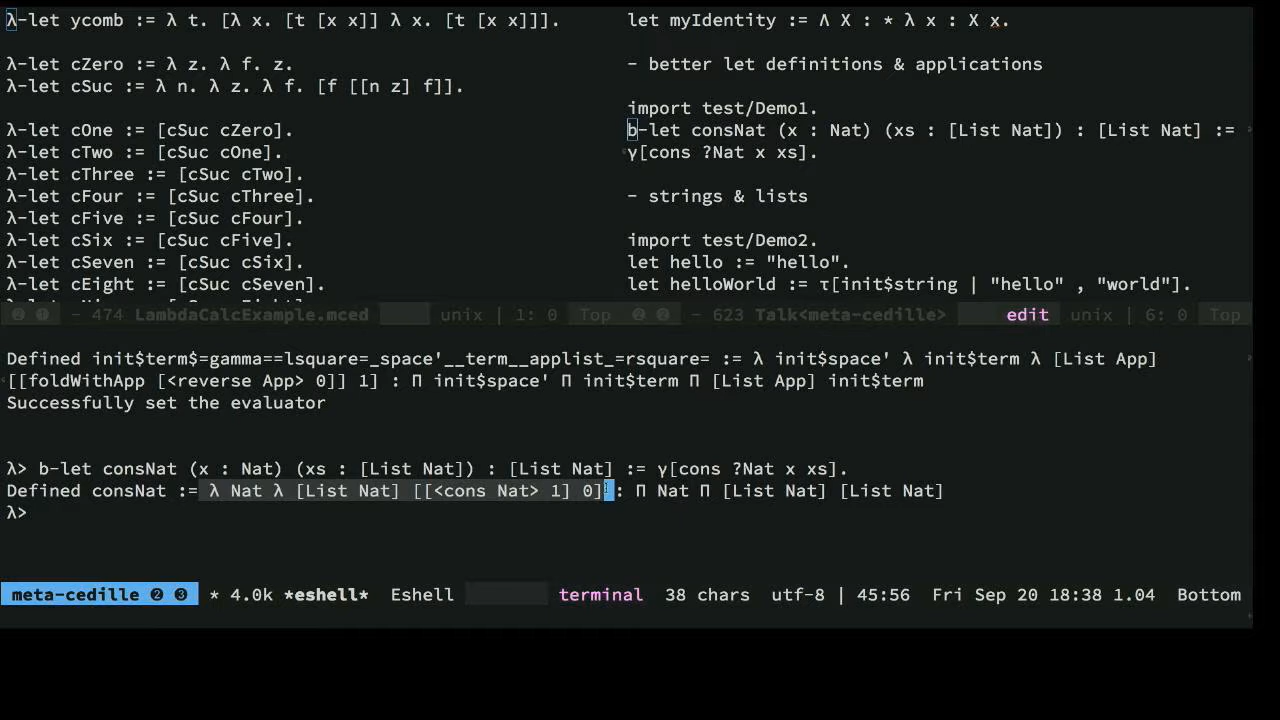 λ-let ycomb := λ t. [λ x. [t [x x]] λ x. [t [x x]]].
λ-let cZero := λ z. λ f. z.
λ-let cSuc := λ n. λ z. λ f. [f [[n z] f]].
λ-let cOne := [cSuc cZero].
λ-let cTwo := [cSuc cOne].
λ-let cThree := [cSuc cTwo].
λ-let cFour := [cSuc cThree].
λ-let cFive := [cSuc cFour].
λ-let cSix := [cSuc cFive].
λ-let cSeven := [cSuc cSix].
λ-let cEight := [cSuc cSeven].
❷ ❶ - 474 LambdaCalcExample.mced unix | 1: 0 Top
let myIdentity := Λ X : * λ x : X x.
- better let definitions & applications
import test/Demo1.
b-let consNat (x : Nat) (xs : [List Nat]) : [List Nat] :=
γ[cons ?Nat x xs].
- strings & lists
import test/Demo2.
let hello := "hello".
let helloWorld := τ[init$string | "hello" , "world"].
❷ ❷ - 623 Talk<meta-cedille> edit unix | 6: 0 Top
Defined init$term$=gamma==lsquare=_space'__term__applist_=rsquare= := λ init$space' λ init$term λ [List App]
[[foldWithApp [<reverse App> 0]] 1] : Π init$space' Π init$term Π [List App] init$term
Successfully set the evaluator
λ> b-let consNat (x : Nat) (xs : [List Nat]) : [List Nat] := γ[cons ?Nat x xs].
Defined consNat := λ Nat λ [List Nat] [[<cons Nat> 1] 0] : Π Nat Π [List Nat] [List Nat]
λ>
meta-cedille ❷ ❸ * 4.0k *eshell* Eshell terminal 38 chars utf-8 | 45:56 Fri Sep 20 18:38 1.04 Bottom